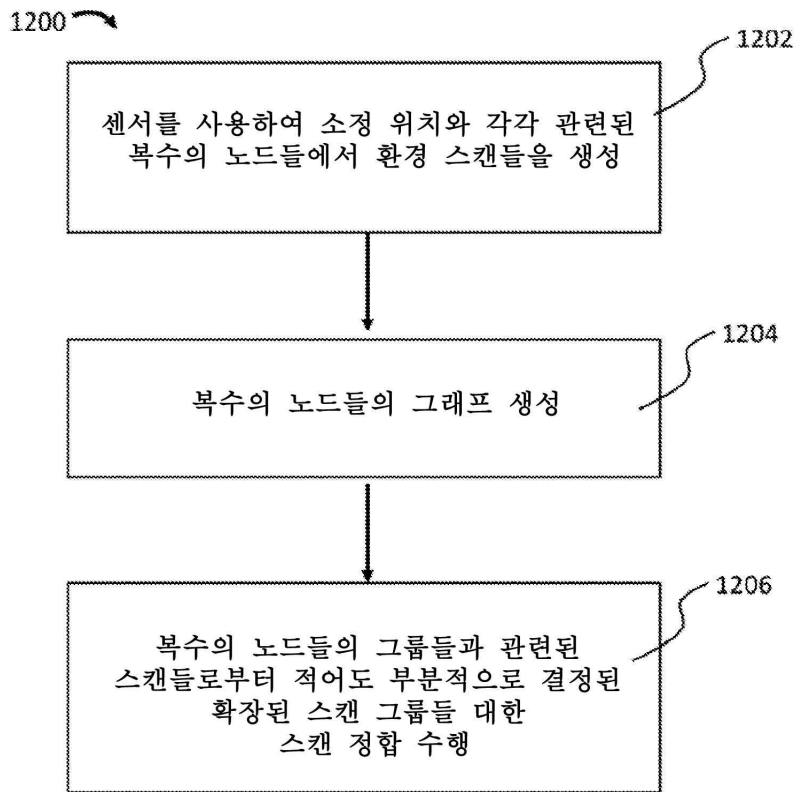 1200
1202
센서를 사용하여 소정 위치와 각각 관련된
복수의 노드들에서 환경 스캔들을 생성
1204
복수의 노드들의 그래프 생성
1206
복수의 노드들의 그룹들과 관련된
스캔들로부터 적어도 부분적으로 결정된
확장된 스캔 그룹들 대한
스캔 정합 수행